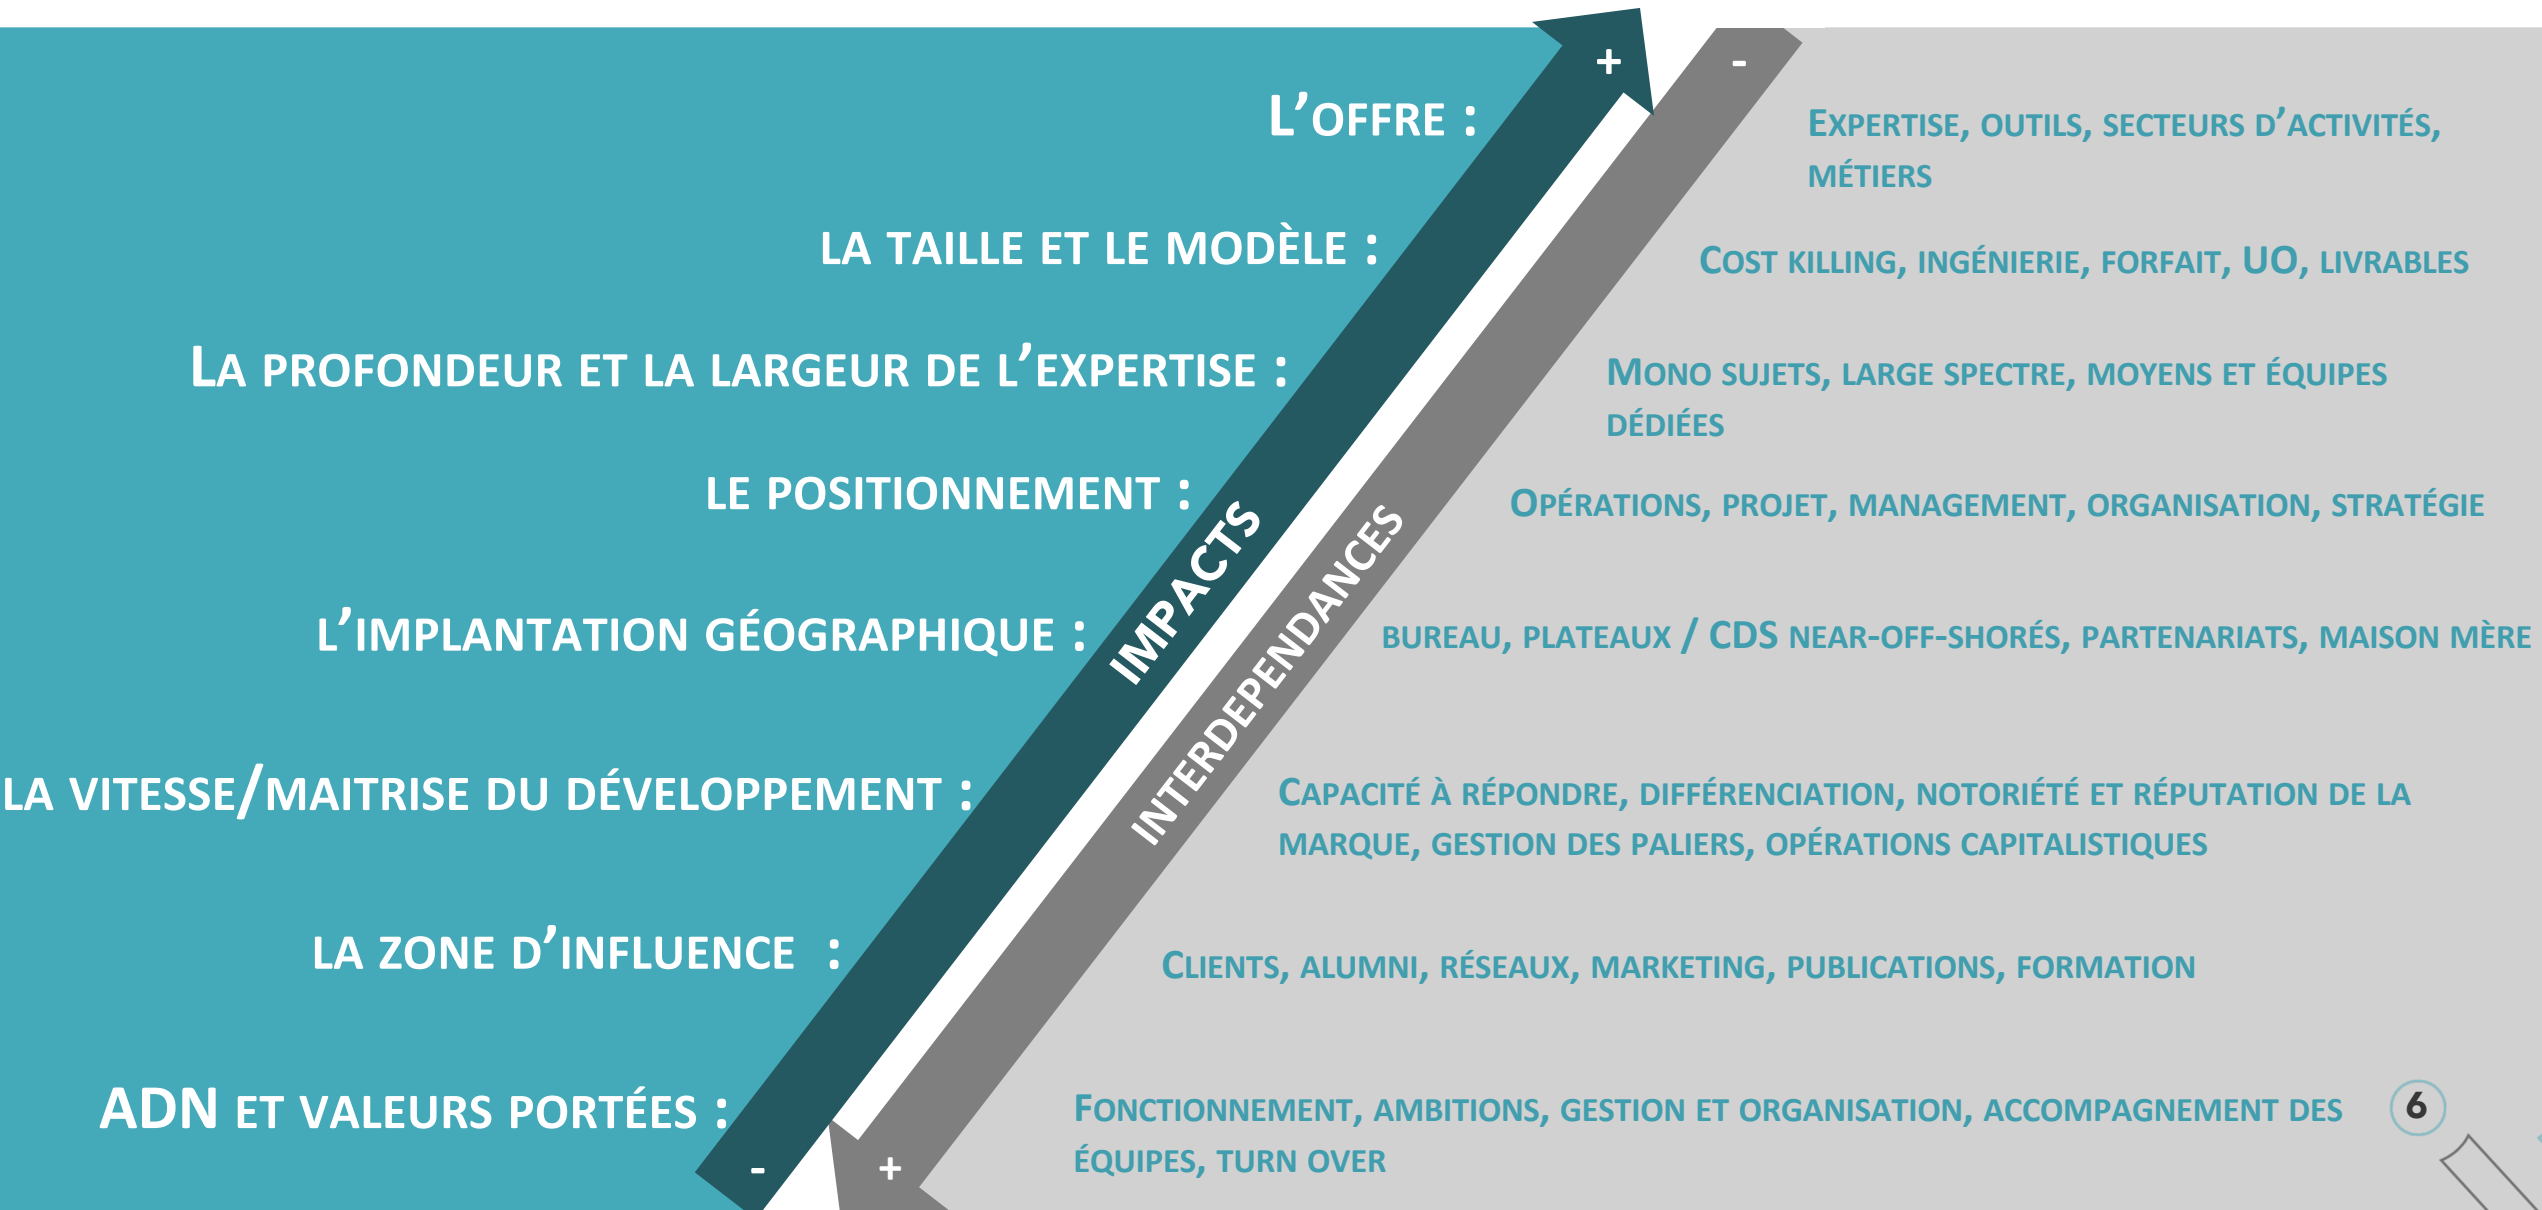 +
-
L'OFFRE :
EXPERTISE, OUTILS, SECTEURS D'ACTIVITÉS,
MÉTIERS
LA TAILLE ET LE MODÈLE :
COST KILLING, INGÉNIERIE, FORFAIT, UO, LIVRABLES
LA PROFONDEUR ET LA LARGEUR DE L'EXPERTISE :
MONO SUJETS, LARGE SPECTRE, MOYENS ET ÉQUIPES
DÉDIÉES
LE POSITIONNEMENT :
OPÉRATIONS, PROJET, MANAGEMENT, ORGANISATION, STRATÉGIE
IMPACTS
INTERDEPENDANCES
L'IMPLANTATION GÉOGRAPHIQUE :
BUREAU, PLATEAUX / CDS NEAR-OFF-SHORÉS, PARTENARIATS, MAISON MÈRE
LA VITESSE/MAITRISE DU DÉVELOPPEMENT :
CAPACITÉ À RÉPONDRE, DIFFÉRENCIATION, NOTORIÉTÉ ET RÉPUTATION DE LA
MARQUE, GESTION DES PALIERS, OPÉRATIONS CAPITALISTIQUES
LA ZONE D'INFLUENCE :
CLIENTS, ALUMNI, RÉSEAUX, MARKETING, PUBLICATIONS, FORMATION
ADN ET VALEURS PORTÉES :
FONCTIONNEMENT, AMBITIONS, GESTION ET ORGANISATION, ACCOMPAGNEMENT DES
ÉQUIPES, TURN OVER
-
+
6